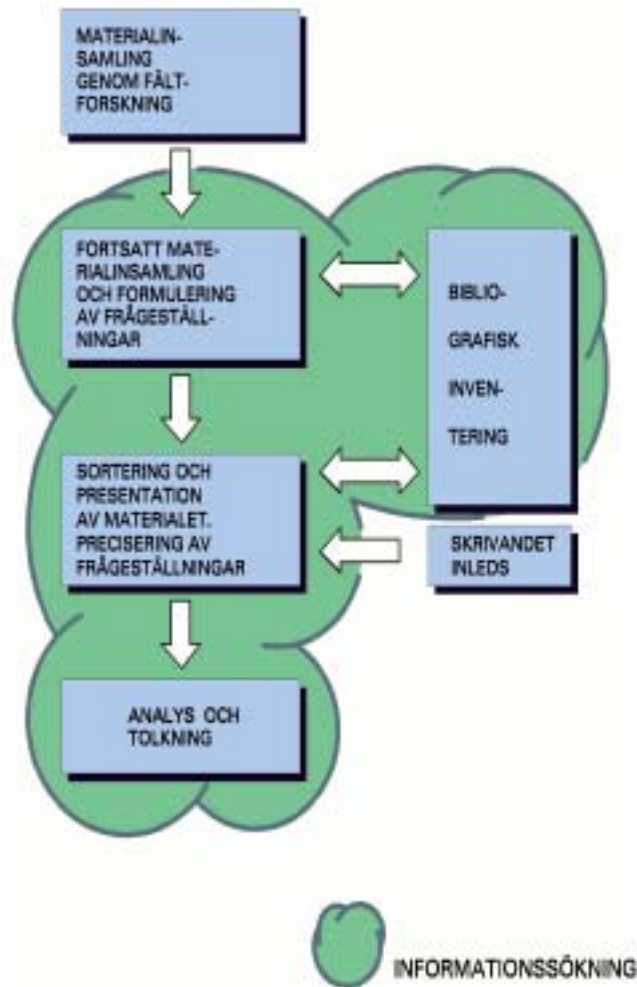 MATERIALIN-
SAMLING
GENOM FÄLT-
FORSKNING
FORTSATT MATE-
RIALINSAMLING
OCH FORMULERING
AV FRÅGESTÄLL-
NINGAR
BIBLIO-
GRAFISK
INVEN-
TERING
SORTERING OCH
PRESENTATION
AV MATERIALET.
PRECISERING AV
FRÅGESTÄLLNINGAR
SKRIVANDET
INLEDS
ANALYS OCH
TOLKNING
INFORMATIONSSÖKNING